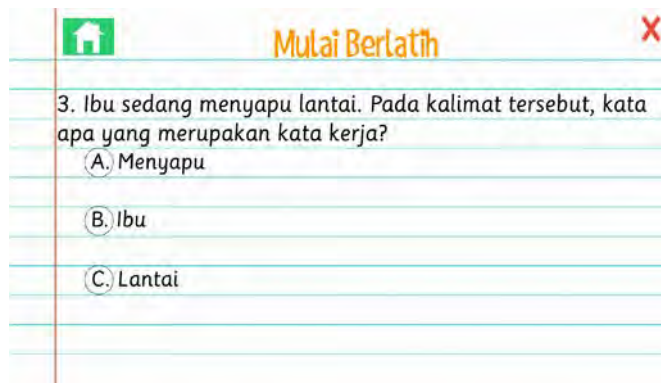 Mulai Berlatih
X
3. Ibu sedang menyapu lantai. Pada kalimat tersebut, kata
apa yang merupakan kata kerja?
A. Menyapu
B. Ibu
C. Lantai